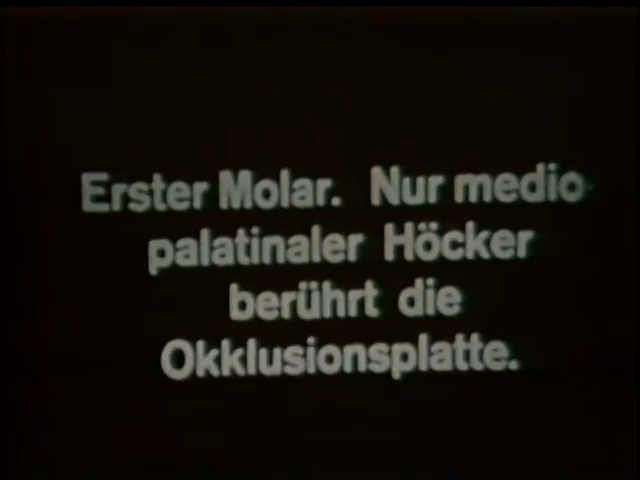 Erster Molar. Nur medio
palatinaler Höcker
berührt die
Okklusionsplatte.